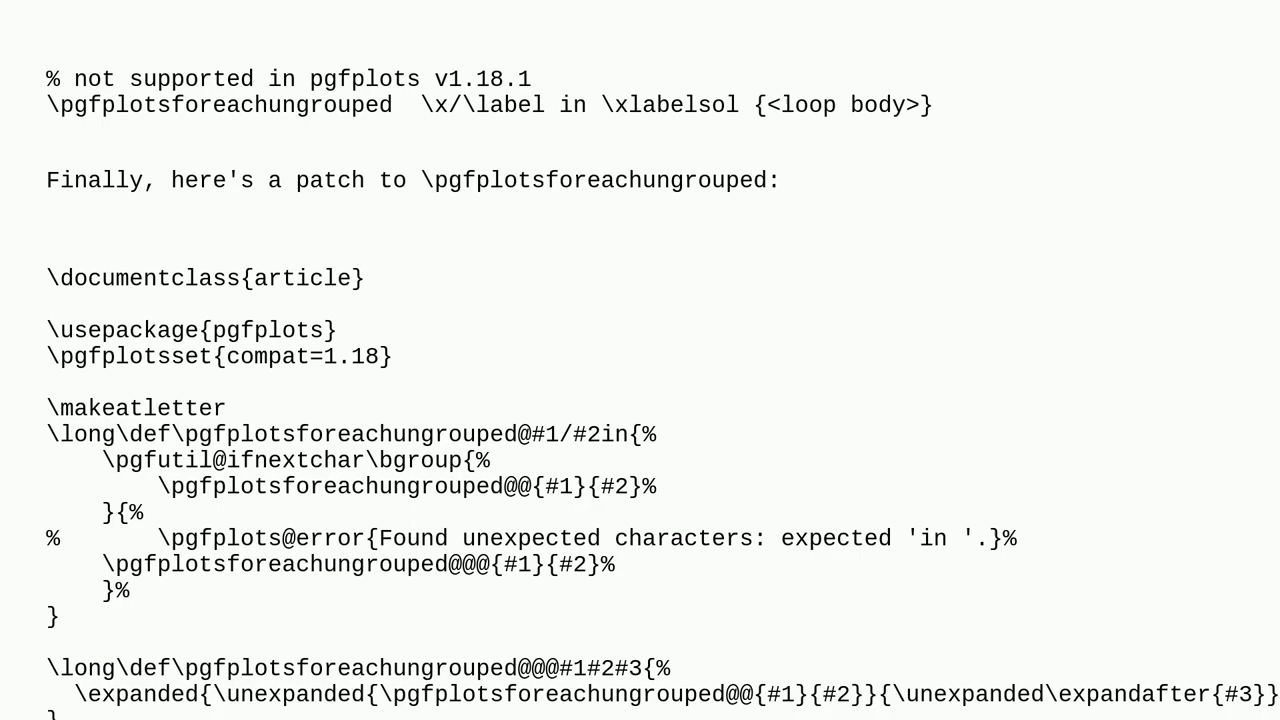 % not supported in pgfplots v1.18.1
\pgfplotsforeachungrouped  \x/\label in \xlabelsol {<loop body>}
Finally, here's a patch to \pgfplotsforeachungrouped:
\documentclass{article}
\usepackage{pgfplots}
\pgfplotsset{compat=1.18}
\makeatletter
\long\def\pgfplotsforeachungrouped@#1/#2in{%
    \pgfutil@ifnextchar\bgroup{%
        \pgfplotsforeachungrouped@@{#1}{#2}%
    }{%
%       \pgfplots@error{Found unexpected characters: expected 'in '.}%
    \pgfplotsforeachungrouped@@@{#1}{#2}%
    }%
}
\long\def\pgfplotsforeachungrouped@@@#1#2#3{%
  \expanded{\unexpanded{\pgfplotsforeachungrouped@@{#1}{#2}}{\unexpanded\expandafter{#3}}
}